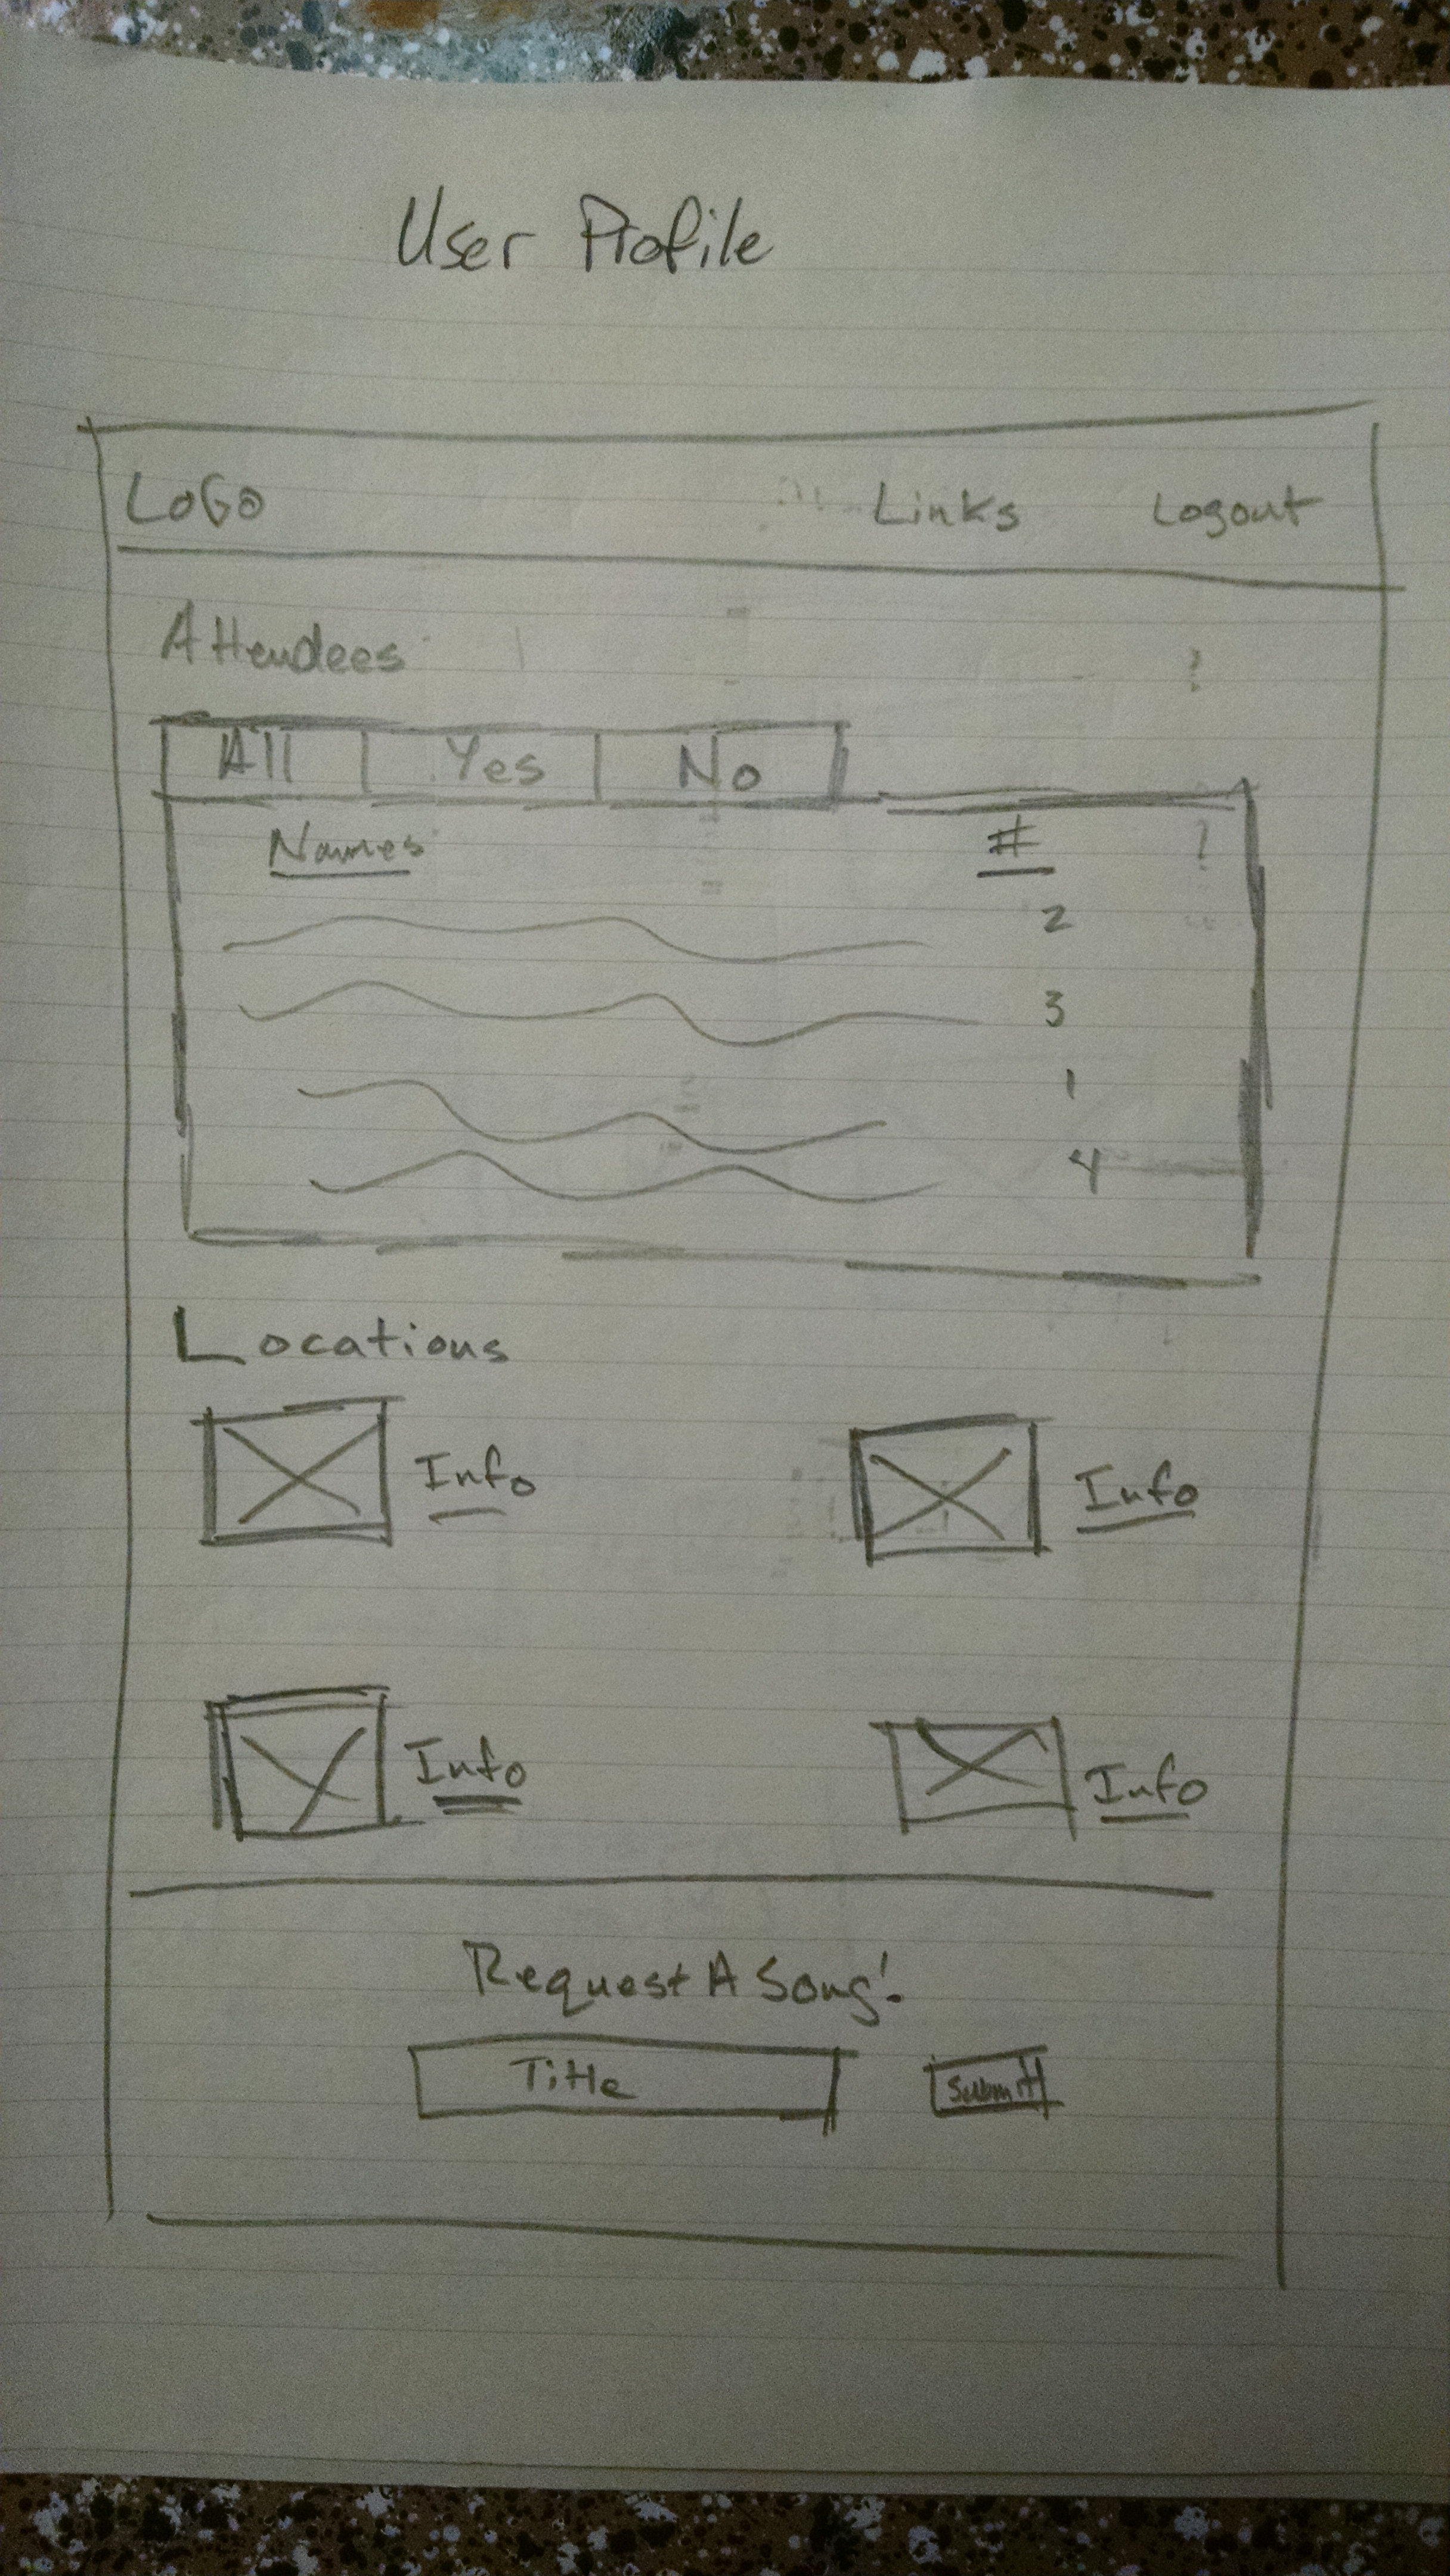 User Profile
LOGO Links Logout
Attendees
All Yes No
Names #
2
3
1
4
Locations
Info Info
Info Info
Request A Song!
Title Submit